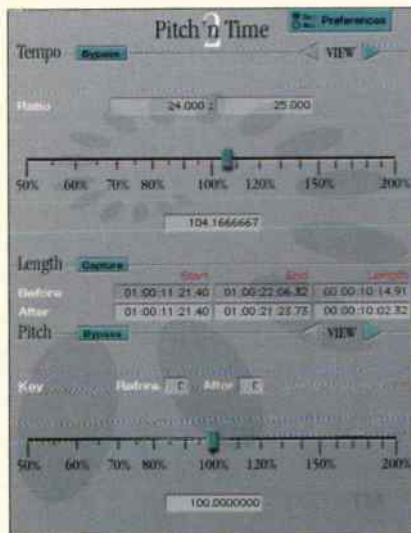 Pitch'n Time 2
Preferences
Tempo Bypass VIEW
Ratio 24.000 : 25.000
50% 60% 70% 80% 100% 150% 200%
104.1666667
Length Capture
Start End Length
Before 01:00:11:21.40 01:00:22:06.32 00:00:10:14.91
After 01:00:11:21.40 01:00:21:23.73 00:00:10:02.32
Pitch Bypass VIEW
Key Before C After C
50% 60% 70% 80% 100% 150% 200%
100.0000000